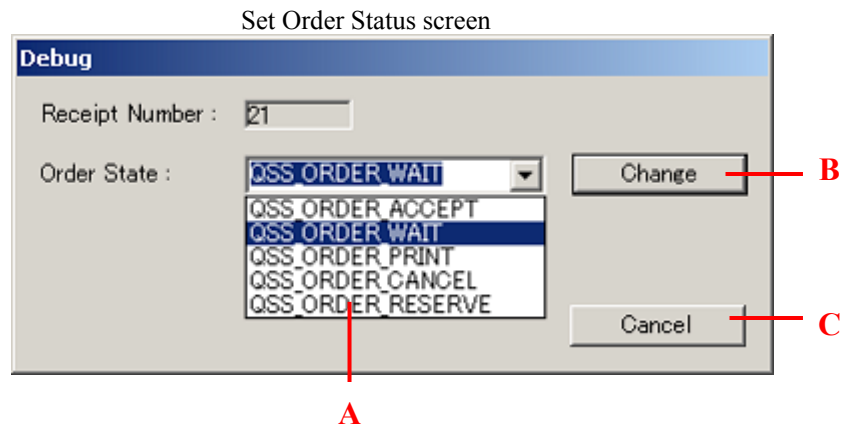 Set Order Status screen
Debug
Receipt Number : 21
Order State : QSS_ORDER_WAIT Change B
QSS_ORDER_ACCEPT
QSS_ORDER_WAIT
QSS_ORDER_PRINT
QSS_ORDER_CANCEL
QSS_ORDER_RESERVE
Cancel C
A